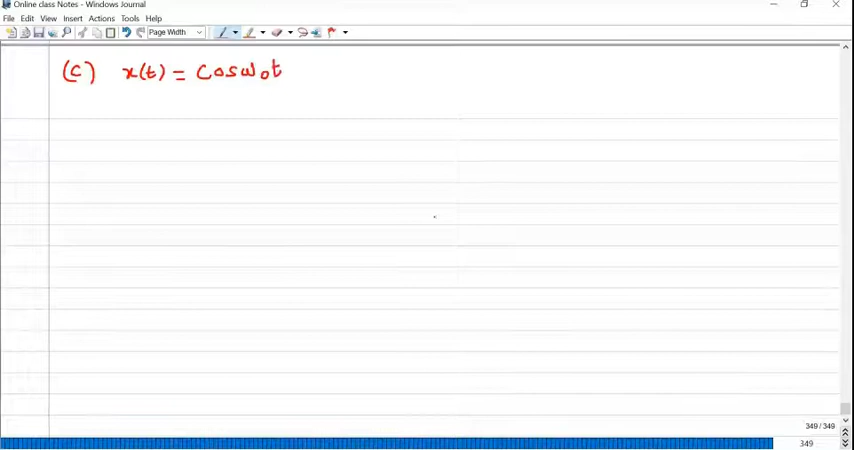 Online class Notes - Windows Journal
File Edit View Insert Actions Tools Help
Page Width
(c) x(t) = Cosω₀t
349 / 349
349